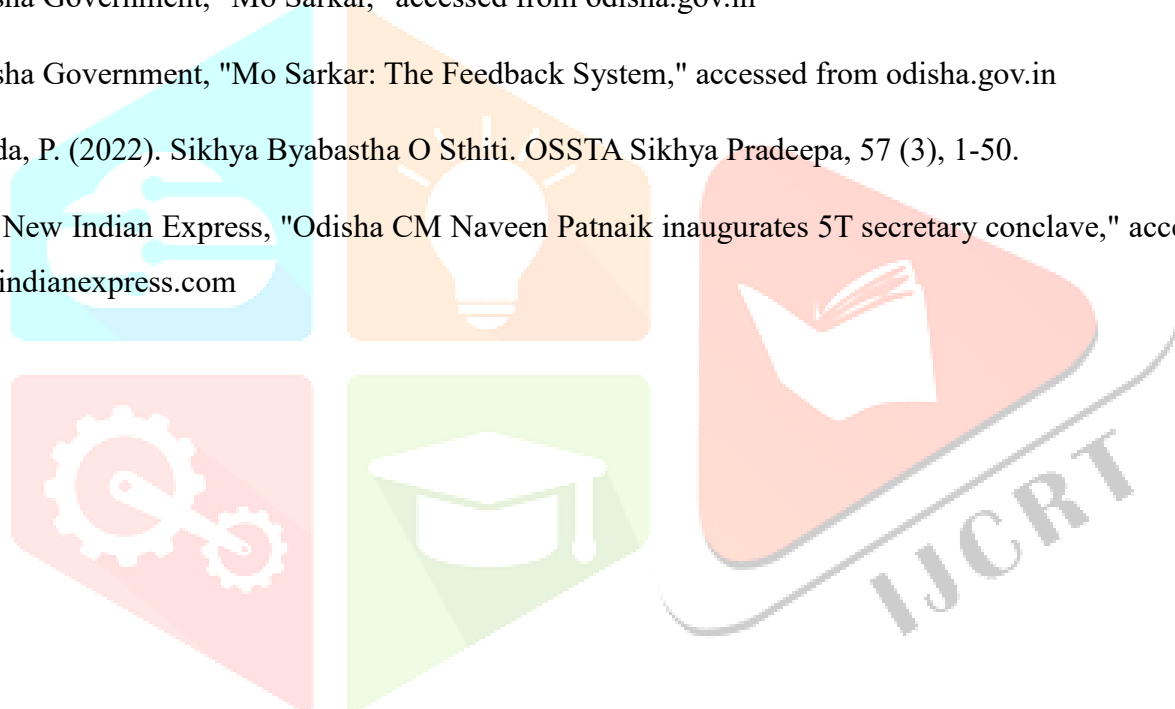 sha Government, "Mo Sarkar," accessed from odisha.gov.in
sha Government, "Mo Sarkar: The Feedback System," accessed from odisha.gov.in
da, P. (2022). Sikhya Byabastha O Sthiti. OSSTA Sikhya Pradeepa, 57 (3), 1-50.
New Indian Express, "Odisha CM Naveen Patnaik inaugurates 5T secretary conclave," acce
indianexpress.com
IJCRT